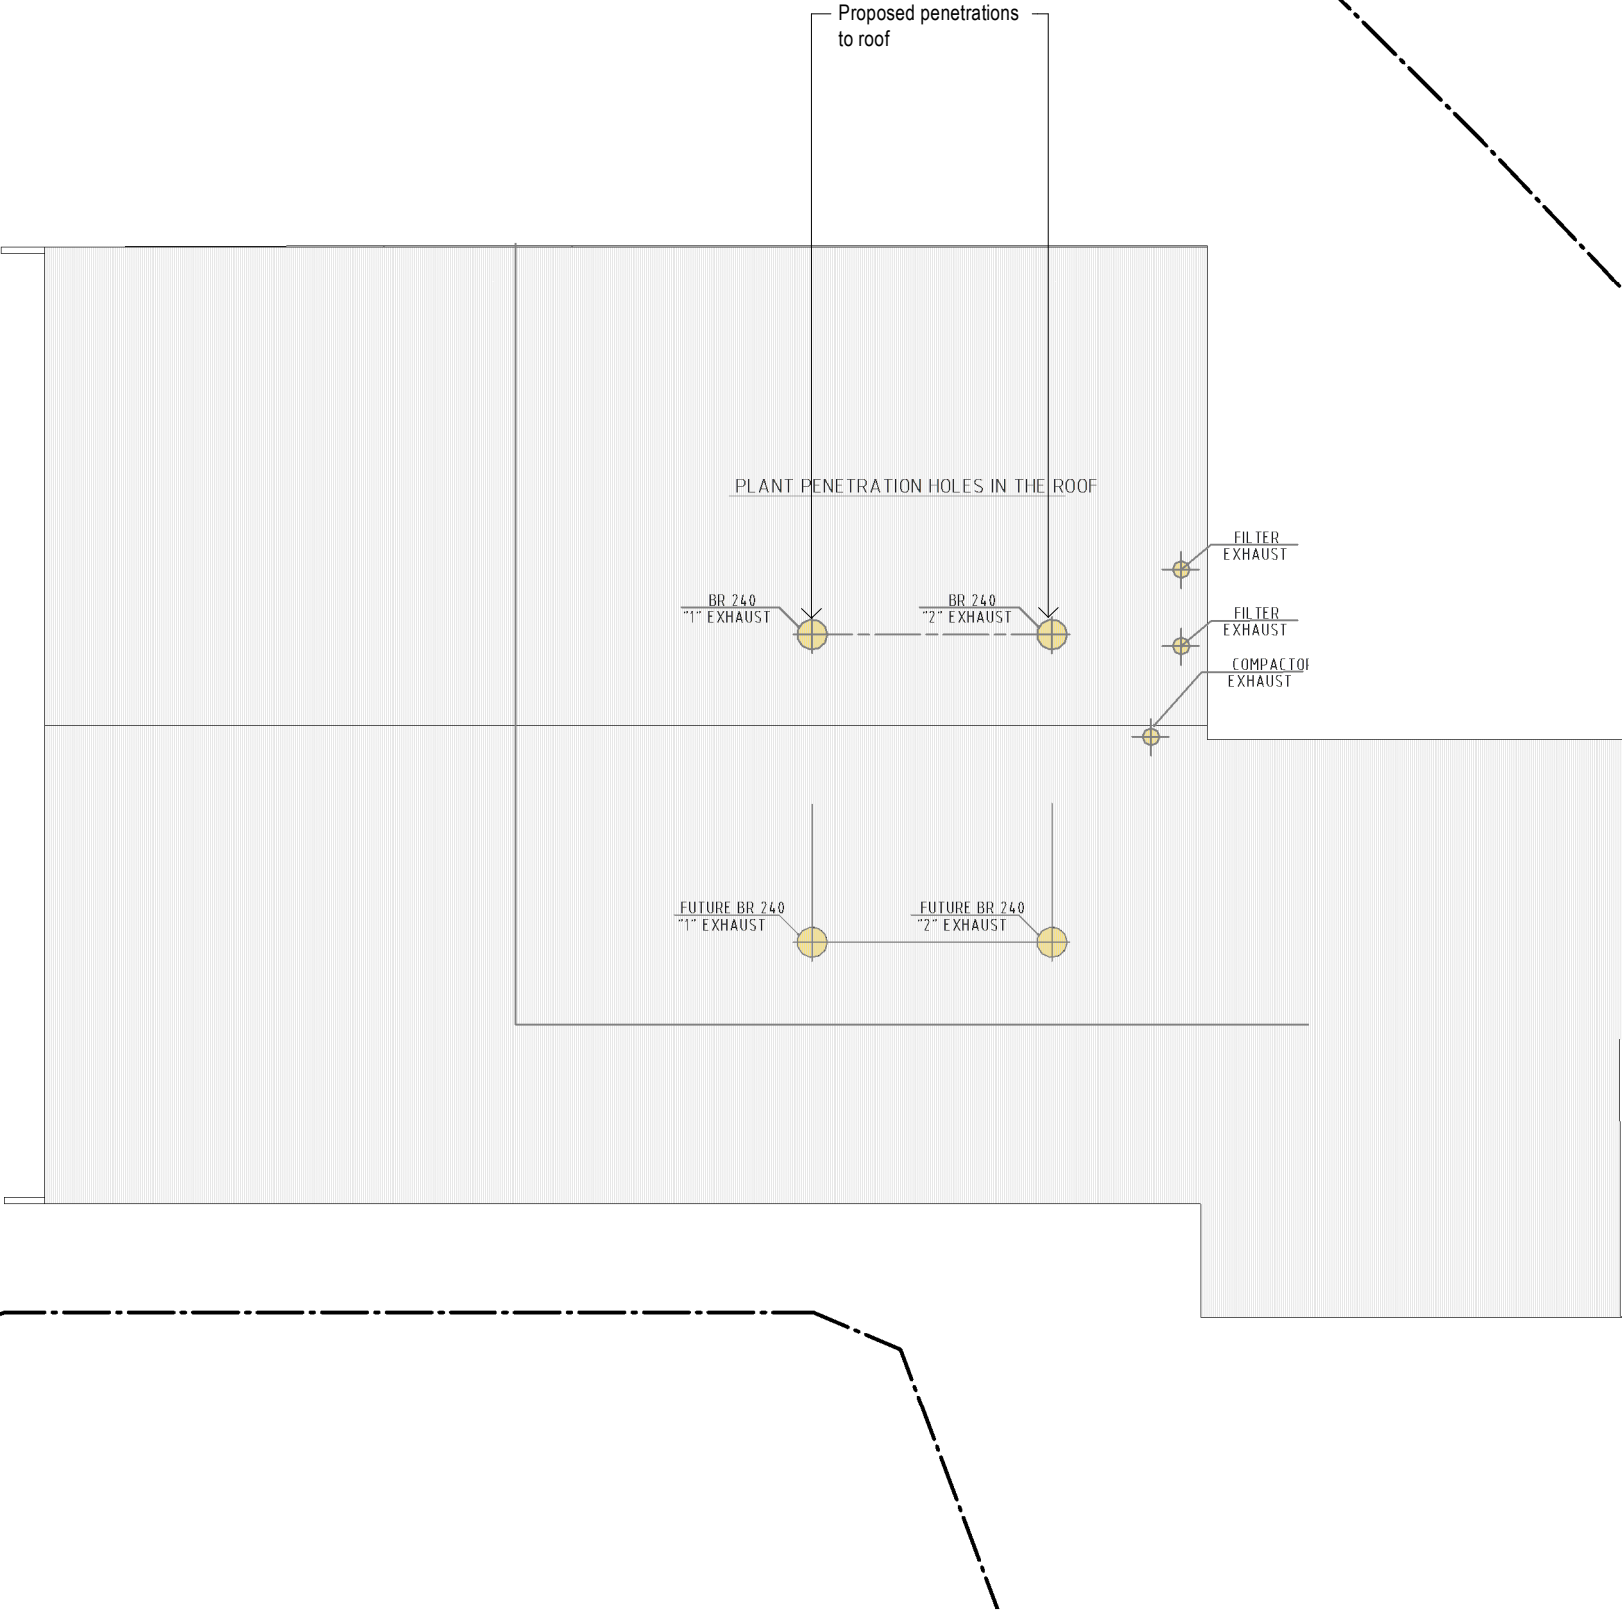 Proposed penetrations
to roof
PLANT PENETRATION HOLES IN THE ROOF
FILTER
EXHAUST
BR 240
"1" EXHAUST
BR 240
"2" EXHAUST
FILTER
EXHAUST
COMPACTOR
EXHAUST
FUTURE BR 240
"1" EXHAUST
FUTURE BR 240
"2" EXHAUST